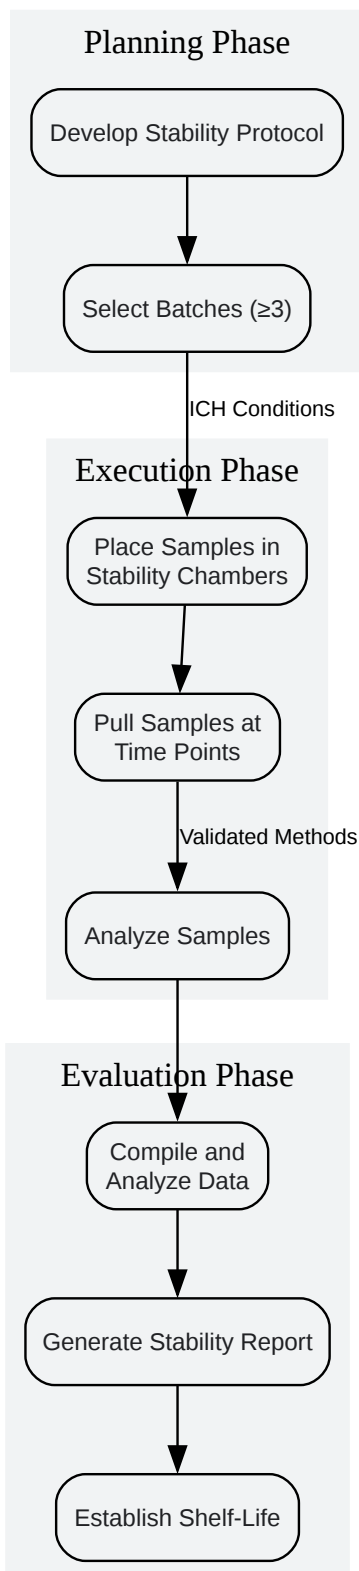 Planning Phase
Develop Stability Protocol
Select Batches (≥3)
ICH Conditions
Execution Phase
Place Samples in
Stability Chambers
Pull Samples at
Time Points
Validated Methods
Analyze Samples
Evaluation Phase
Compile and
Analyze Data
Generate Stability Report
Establish Shelf-Life